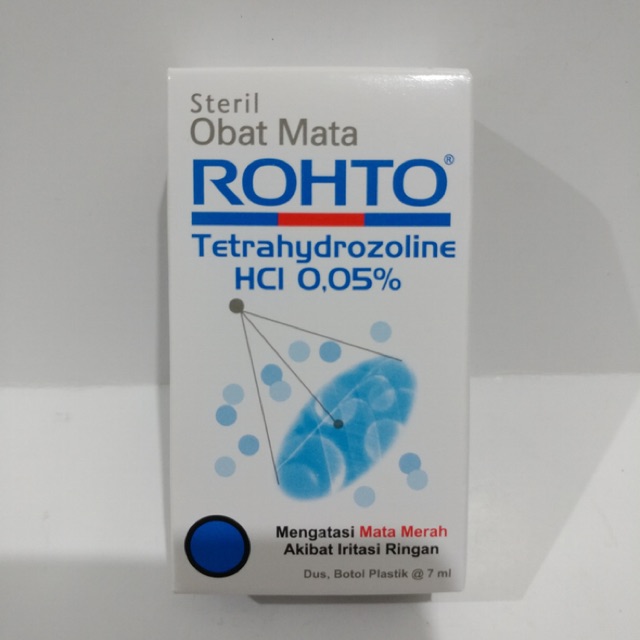 Steril
Obat Mata
ROHTO®
Tetrahydrozoline
HCl 0,05%
Mengatasi Mata Merah
Akibat Iritasi Ringan
Dus, Botol Plastik @ 7 ml